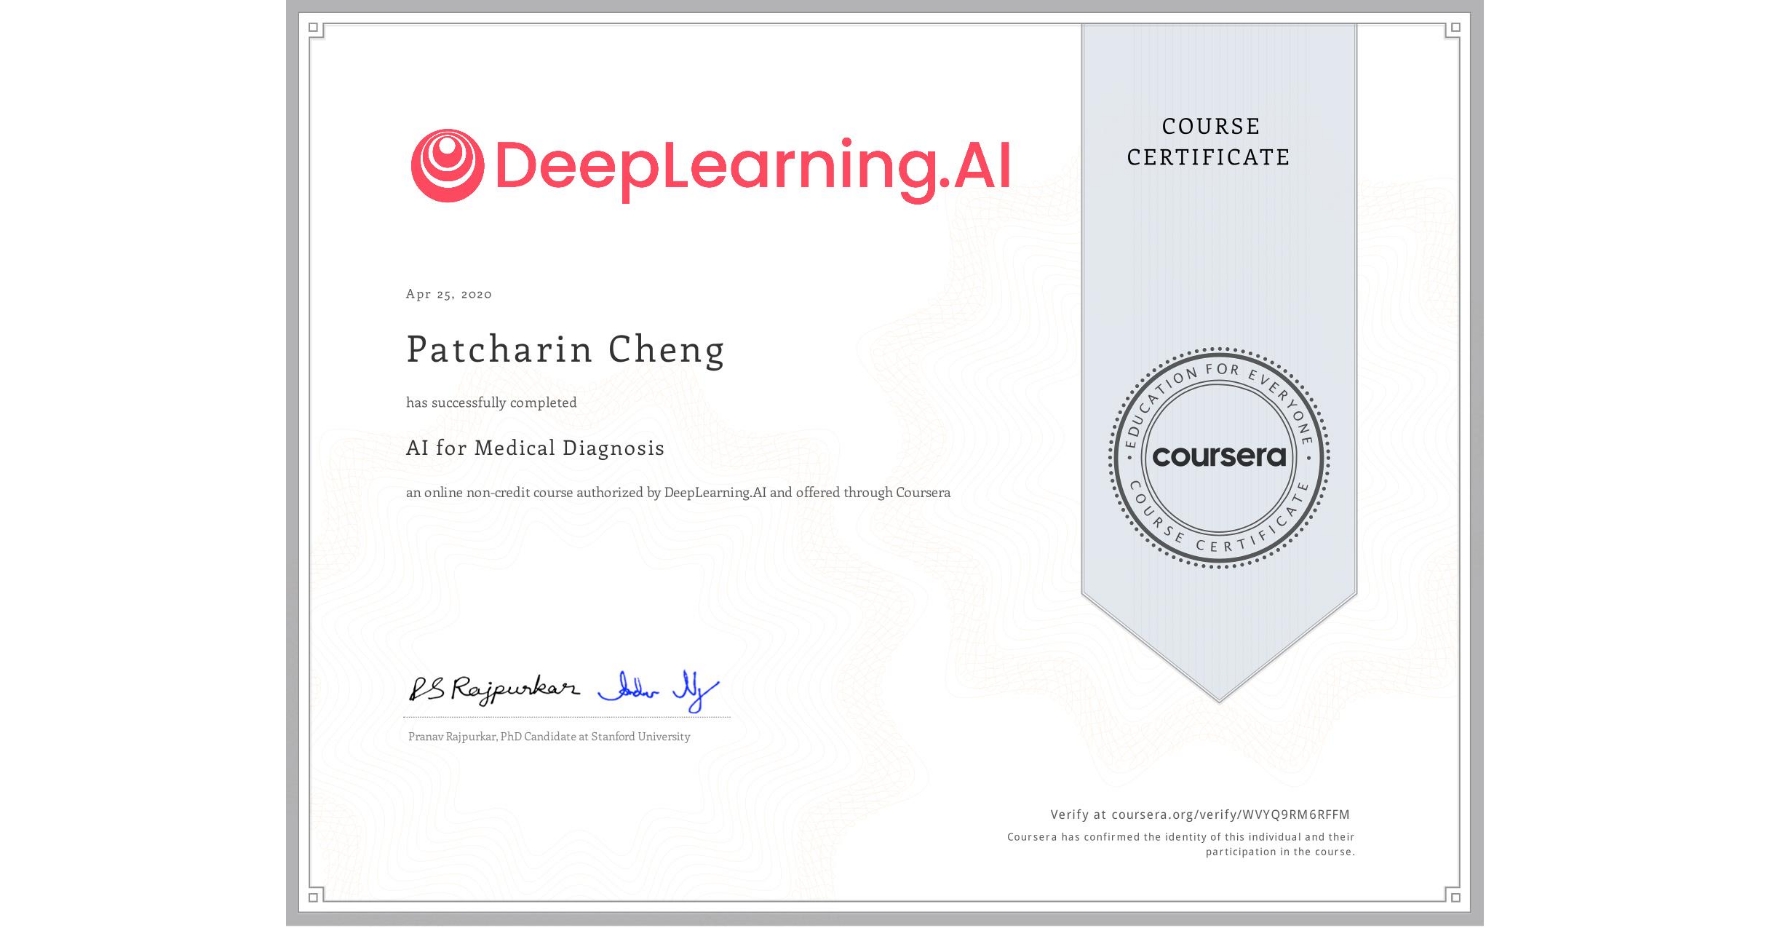 DeepLearning.AI
COURSE
CERTIFICATE
Apr 25, 2020
Patcharin Cheng
has successfully completed
AI for Medical Diagnosis
an online non-credit course authorized by DeepLearning.AI and offered through Coursera
EDUCATION FOR EVERYONE
coursera
COURSE CERTIFICATE
PS Rajpurkar
Pranav Rajpurkar, PhD Candidate at Stanford University
Verify at coursera.org/verify/WVYQ9RM6RFFM
Coursera has confirmed the identity of this individual and their
participation in the course.